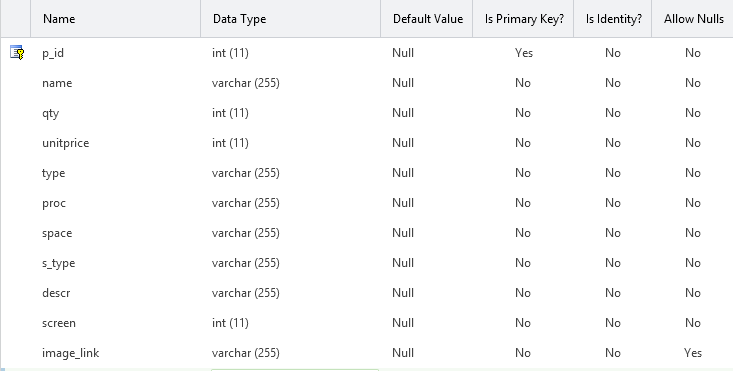 Name Data Type Default Value Is Primary Key? Is Identity? Allow Nulls
p_id int (11) Null Yes No No
name varchar (255) Null No No No
qty int (11) Null No No No
unitprice int (11) Null No No No
type varchar (255) Null No No No
proc varchar (255) Null No No No
space varchar (255) Null No No No
s_type varchar (255) Null No No No
descr varchar (255) Null No No No
screen int (11) Null No No No
image_link varchar (255) Null No No Yes